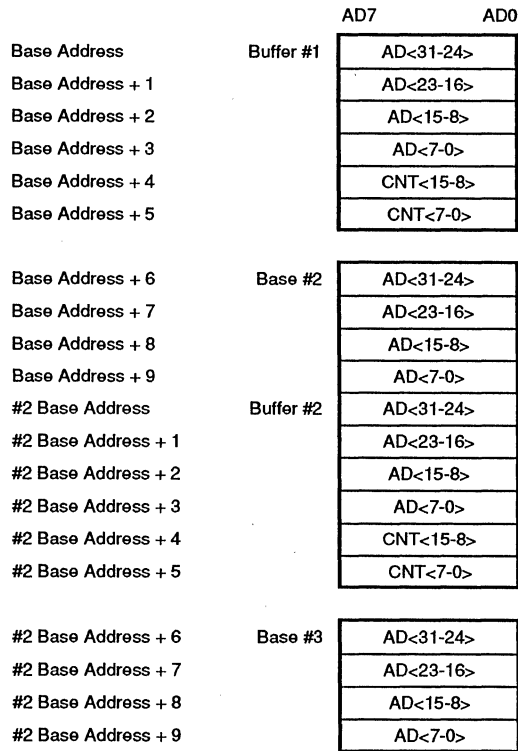 AD7 AD0
Base Address Buffer #1 AD<31-24>
Base Address + 1 AD<23-16>
Base Address + 2 AD<15-8>
Base Address + 3 AD<7-0>
Base Address + 4 CNT<15-8>
Base Address + 5 CNT<7-0>
Base Address + 6 Base #2 AD<31-24>
Base Address + 7 AD<23-16>
Base Address + 8 AD<15-8>
Base Address + 9 AD<7-0>
#2 Base Address Buffer #2 AD<31-24>
#2 Base Address + 1 AD<23-16>
#2 Base Address + 2 AD<15-8>
#2 Base Address + 3 AD<7-0>
#2 Base Address + 4 CNT<15-8>
#2 Base Address + 5 CNT<7-0>
#2 Base Address + 6 Base #3 AD<31-24>
#2 Base Address + 7 AD<23-16>
#2 Base Address + 8 AD<15-8>
#2 Base Address + 9 AD<7-0>